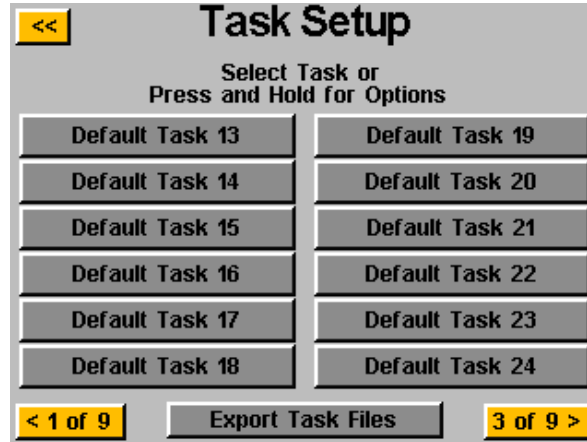 <<
Task Setup
Select Task or
Press and Hold for Options
Default Task 13
Default Task 19
Default Task 14
Default Task 20
Default Task 15
Default Task 21
Default Task 16
Default Task 22
Default Task 17
Default Task 23
Default Task 18
Default Task 24
< 1 of 9
Export Task Files
3 of 9 >